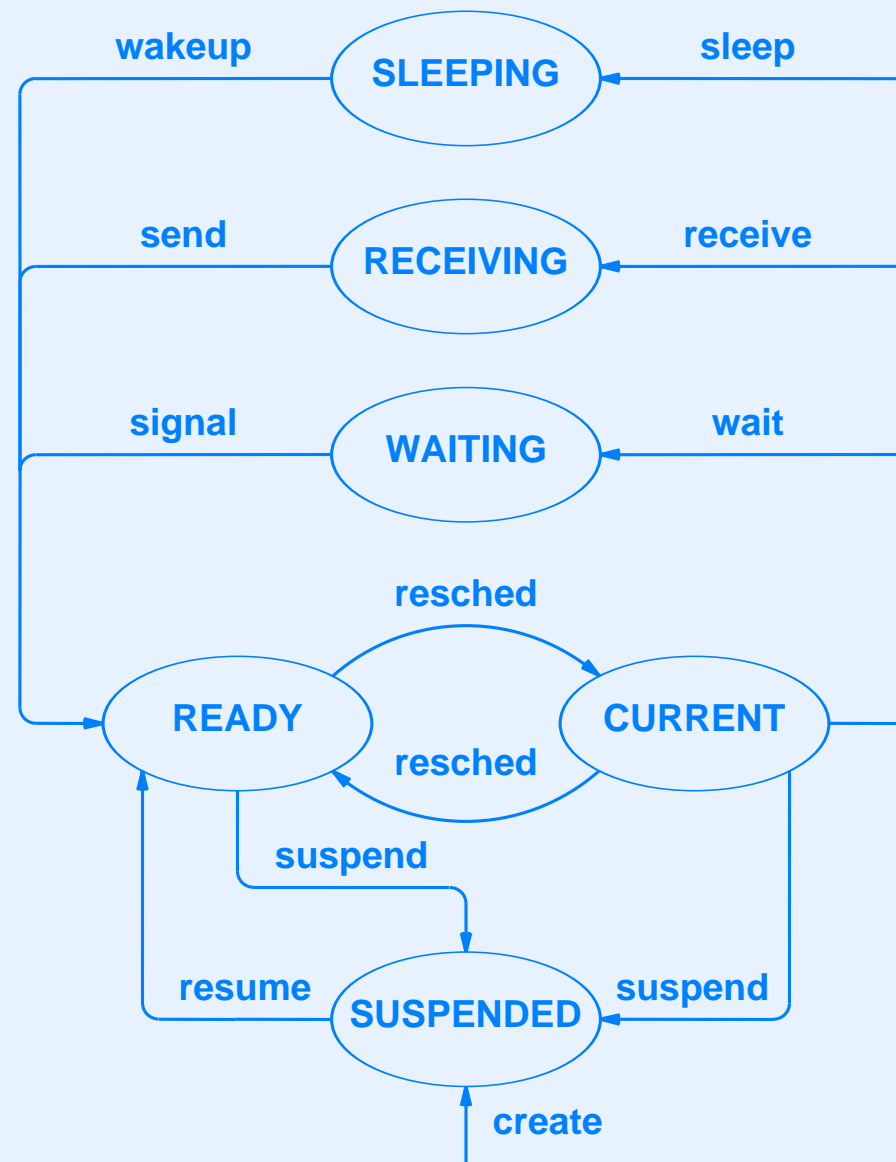 wakeup
sleep
SLEEPING
send
receive
RECEIVING
signal
wait
WAITING
resched
READY
CURRENT
resched
suspend
resume
suspend
SUSPENDED
create